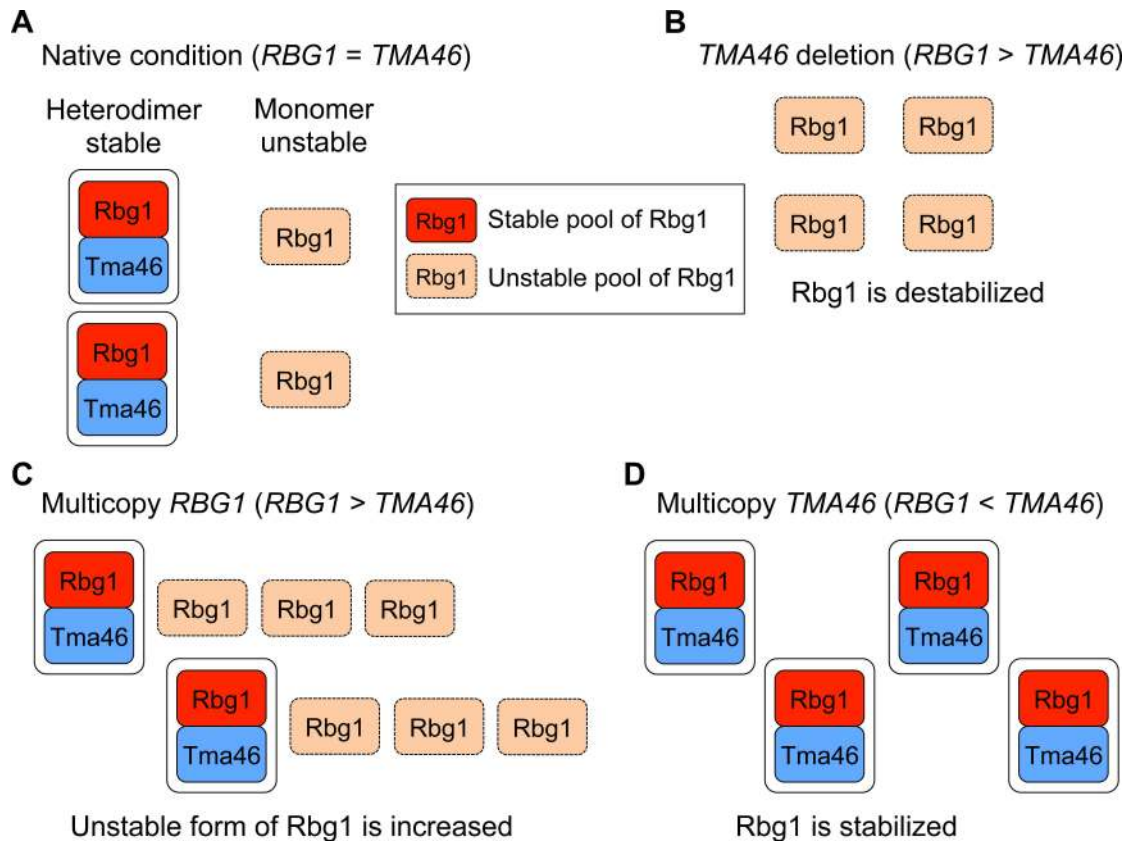 A
Native condition (RBG1 = TMA46)
Heterodimer
stable
Monomer
unstable
Rbg1
Tma46
Rbg1
Rbg1
Tma46
Rbg1
Rbg1 Stable pool of Rbg1
Rbg1 Unstable pool of Rbg1
B
TMA46 deletion (RBG1 > TMA46)
Rbg1 Rbg1
Rbg1 Rbg1
Rbg1 is destabilized
C
Multicopy RBG1 (RBG1 > TMA46)
Rbg1
Tma46
Rbg1 Rbg1 Rbg1
Rbg1
Tma46
Rbg1 Rbg1 Rbg1
Unstable form of Rbg1 is increased
D
Multicopy TMA46 (RBG1 < TMA46)
Rbg1
Tma46
Rbg1
Tma46
Rbg1
Tma46
Rbg1
Tma46
Rbg1 is stabilized